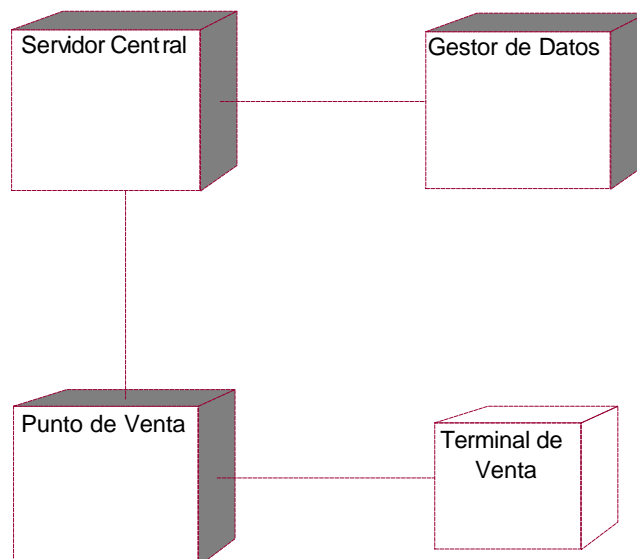 Servidor Central
Gestor de Datos
Punto de Venta
Terminal de
Venta